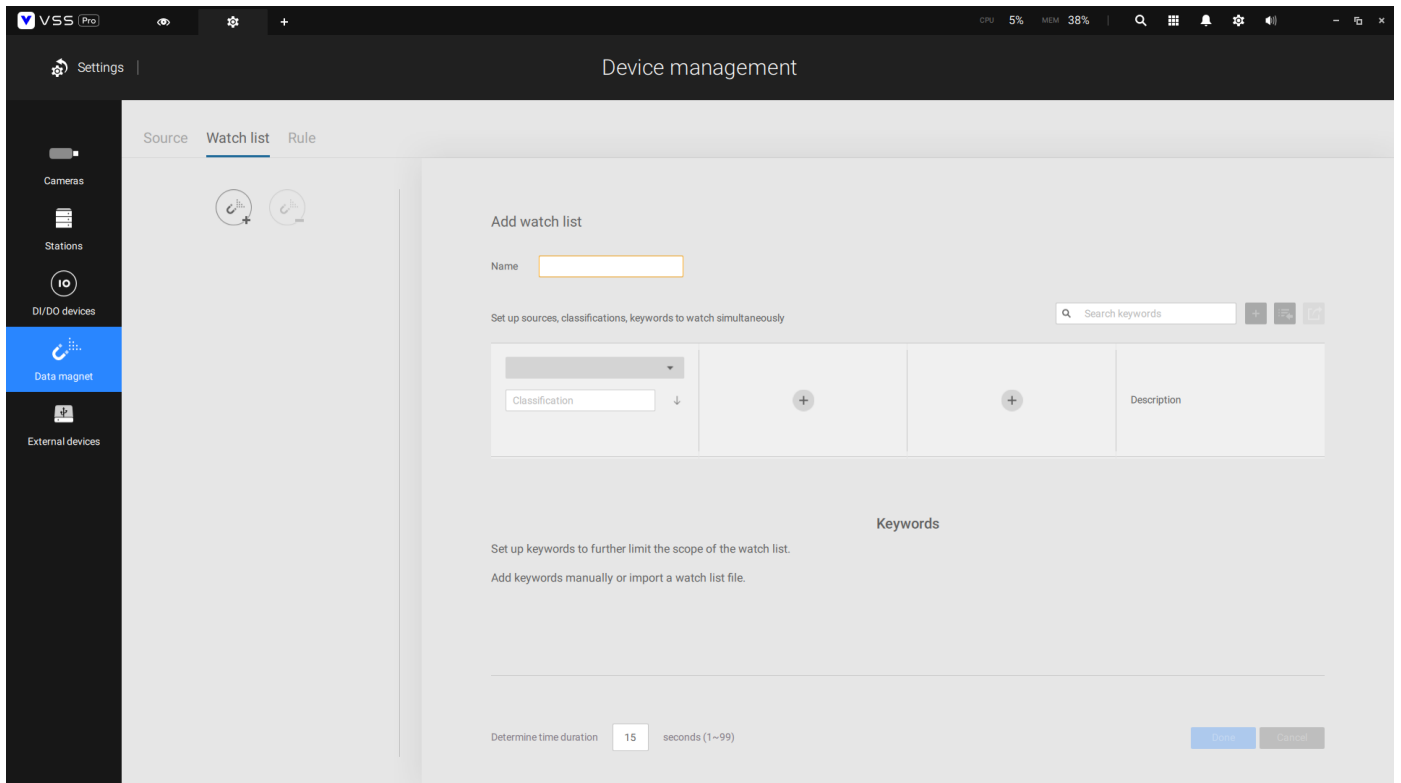 VSS Pro
CPU 5% MEM 38%
Settings
Device management
Source Watch list Rule
Cameras
Stations
IO
DI/DO devices
Data magnet
External devices
Add watch list
Name
Set up sources, classifications, keywords to watch simultaneously
Search keywords
Classification
Description
Keywords
Set up keywords to further limit the scope of the watch list.
Add keywords manually or import a watch list file.
Determine time duration 15 seconds (1~99)
Done Cancel